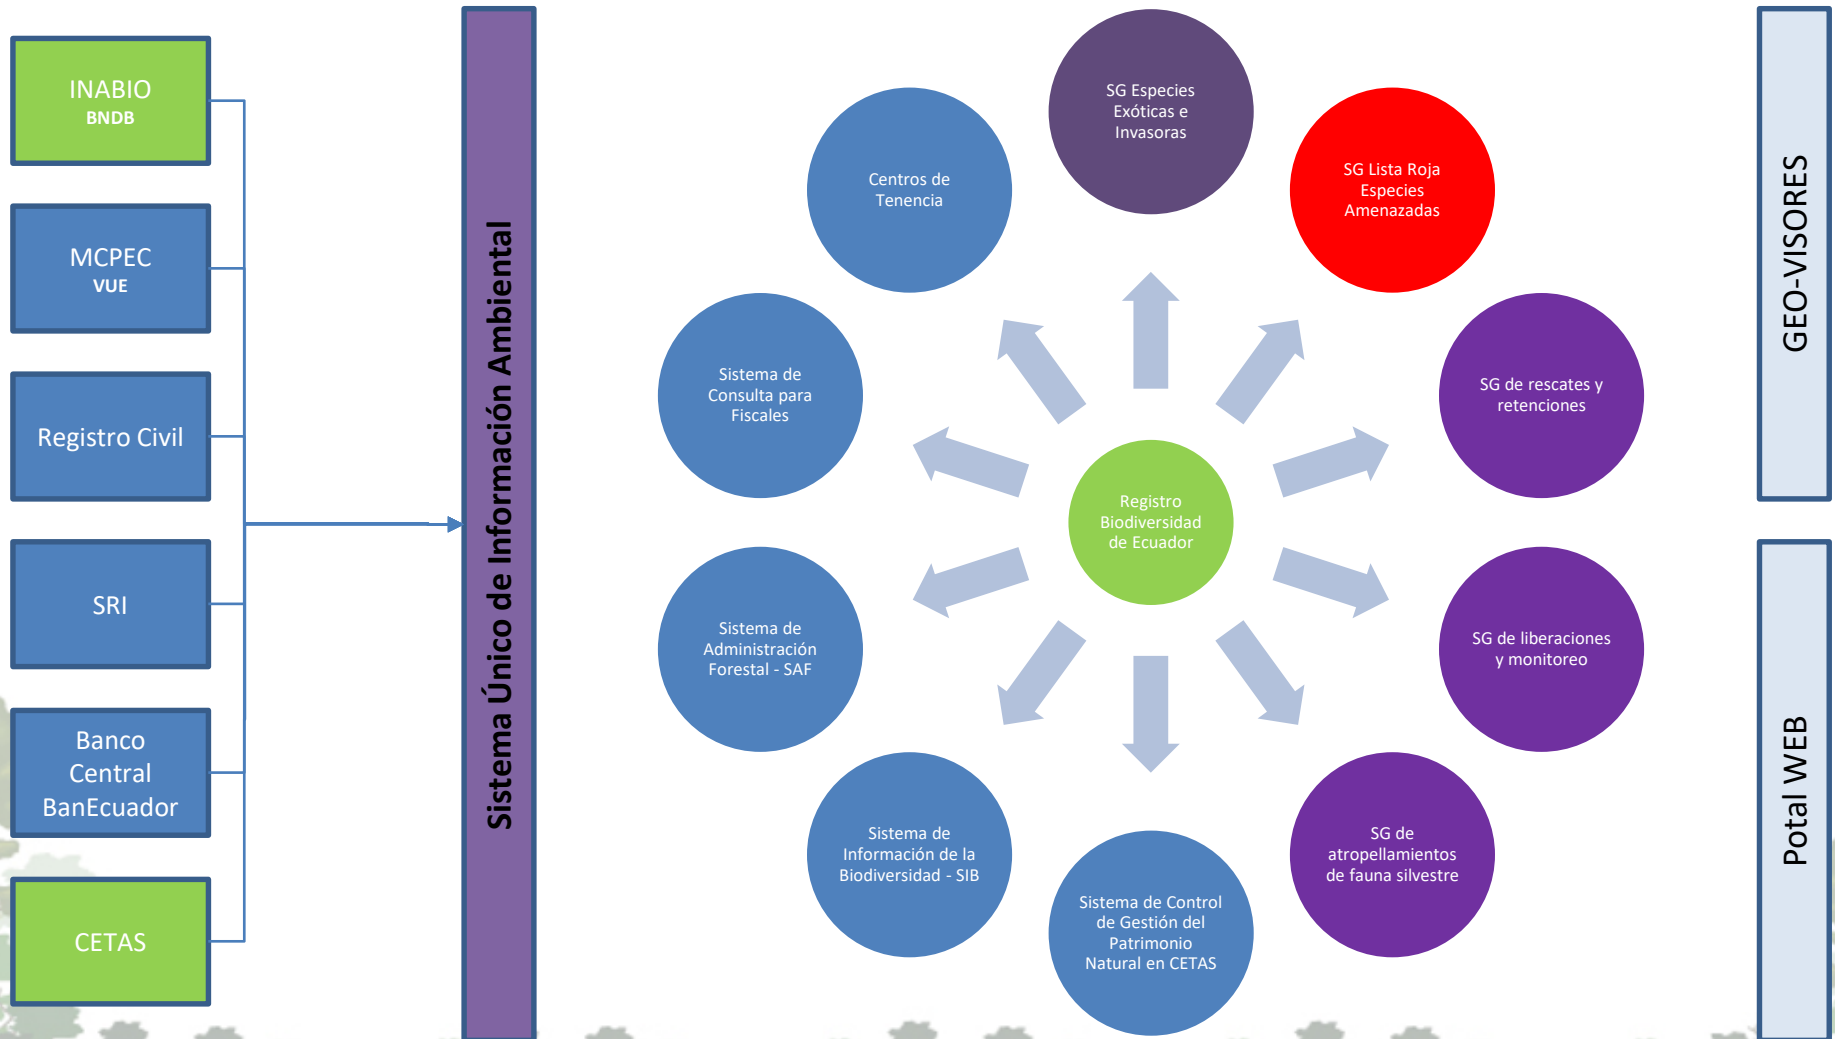 INABIO
BNDB
MCPEC
VUE
Registro Civil
SRI
Banco
Central
BanEcuador
CETAS
Sistema Único de Información Ambiental
SG Especies
Exóticas e
Invasoras
SG Lista Roja
Especies
Amenazadas
SG de rescates y
retenciones
SG de liberaciones
y monitoreo
SG de
atropellamientos
de fauna silvestre
Sistema de Control
de Gestión del
Patrimonio
Natural en CETAS
Sistema de
Información de la
Biodiversidad - SIB
Sistema de
Administración
Forestal - SAF
Sistema de
Consulta para
Fiscales
Centros de
Tenencia
Registro
Biodiversidad
de Ecuador
GEO-VISORES
Potal WEB